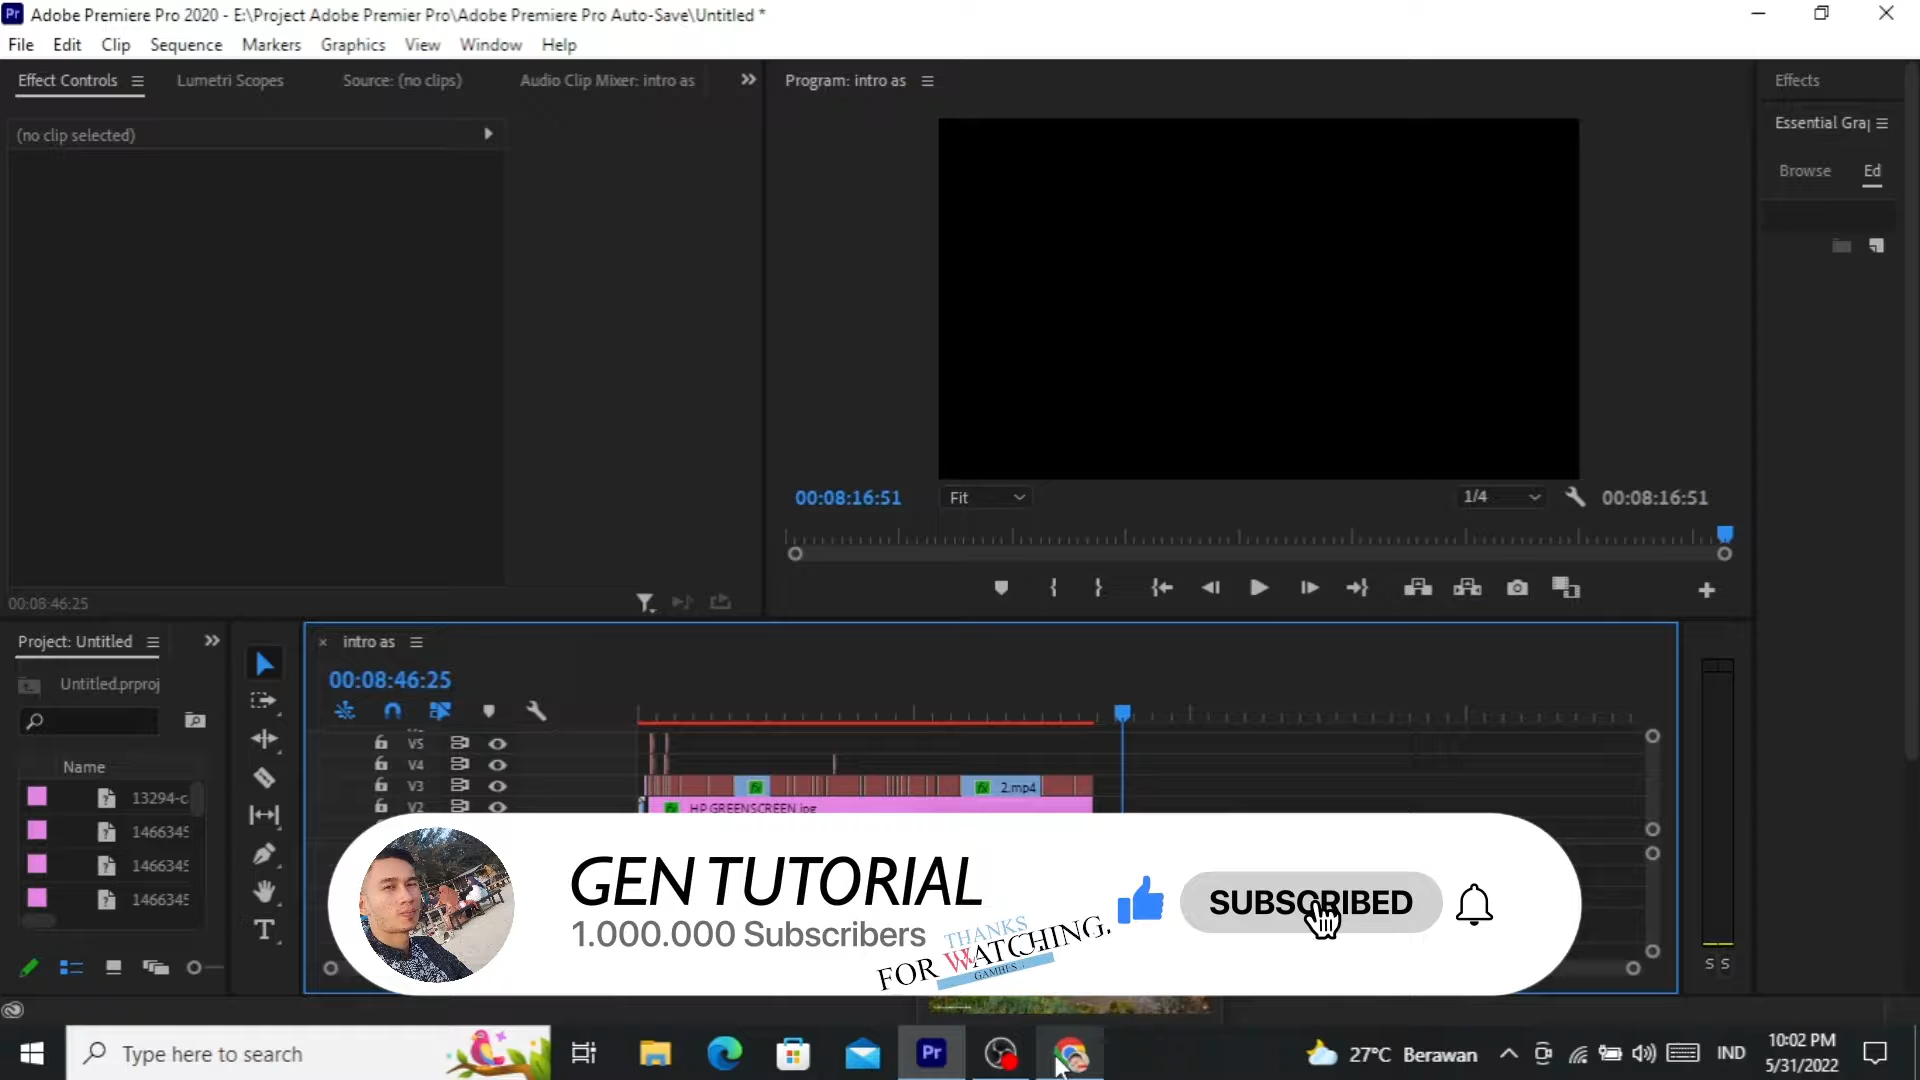 Adobe Premiere Pro 2020 - E:\Project Adobe Premier Pro\Adobe Premiere Pro Auto-Save\Untitled *
File Edit Clip Sequence Markers Graphics View Window Help
Effect Controls Lumetri Scopes Source: (no clips) Audio Clip Mixer: intro as
Program: intro as
Effects
(no clip selected)
Essential Gra
Browse Ed
00:08:16:51 Fit 1/4 00:08:16:51
00:08:46:25
Project: Untitled
intro as
Untitled.prproj
00:08:46:25
Name
V5
V4
V3 2.mp4
V2 HP GREENSCREEN.jpg
13294-c
1466345
1466345
1466345
GEN TUTORIAL
1.000.000 Subscribers
SUBSCRIBED
THANKS
FOR WATCHING.
S S
Type here to search
Pr
27°C Berawan
IND
10:02 PM
5/31/2022